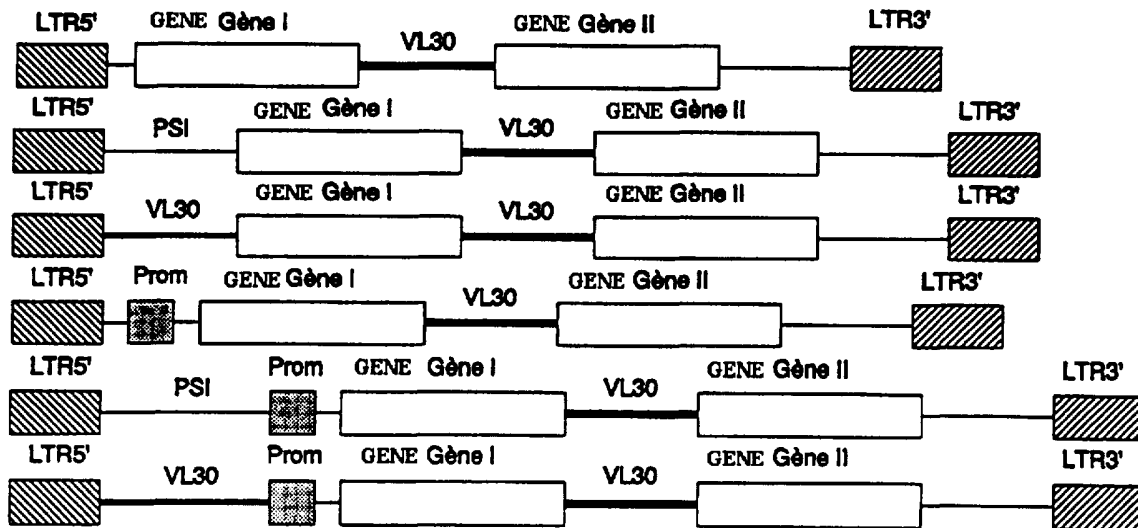 LTR5' GENE Gène I VL30 GENE Gène II LTR3'
LTR5' PSI GENE Gène I VL30 GENE Gène II LTR3'
LTR5' VL30 GENE Gène I VL30 GENE Gène II LTR3'
LTR5' Prom GENE Gène I VL30 GENE Gène II LTR3'
LTR5' PSI Prom GENE Gène I VL30 GENE Gène II LTR3'
LTR5' VL30 Prom GENE Gène I VL30 GENE Gène II LTR3'